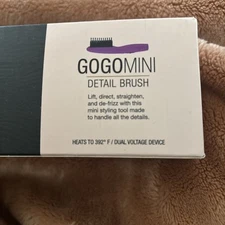 GOGOMINI
DETAIL BRUSH
Lift, direct, straighten,
and de-frizz with this
mini styling tool made
to handle all the details.
HEATS TO 392° F / DUAL VOLTAGE DEVICE